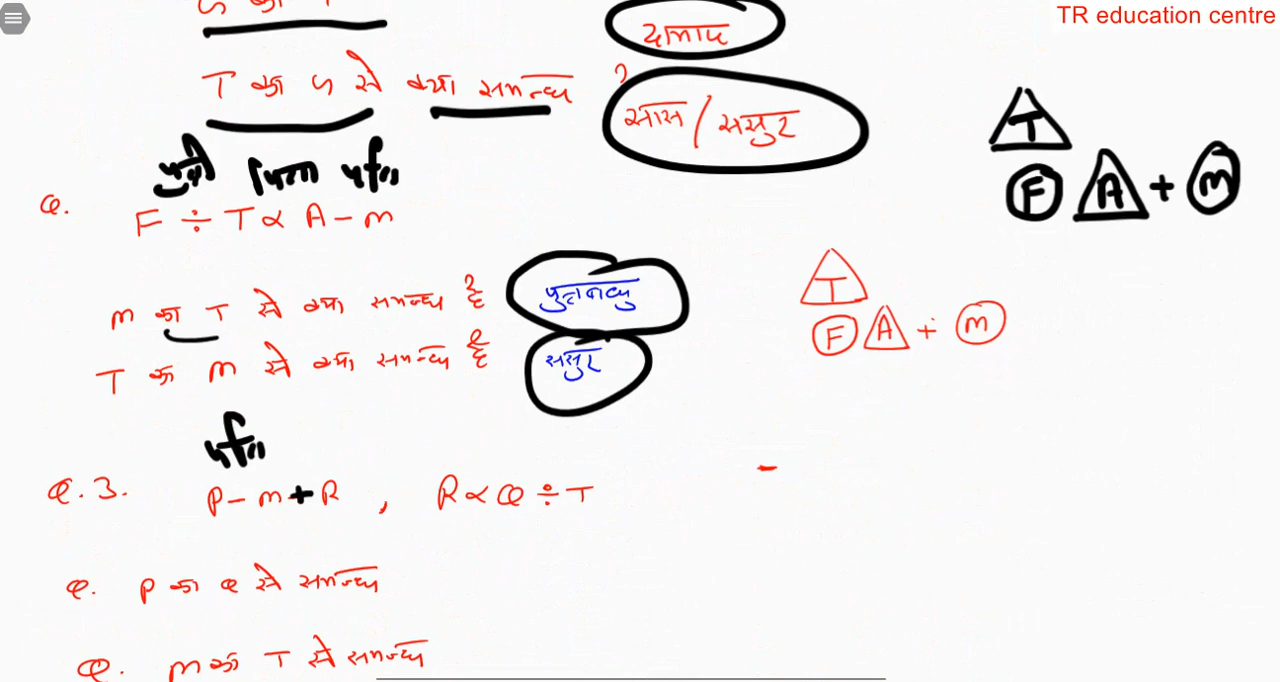 TR education centre
दामाद
T का ज से क्या सम्बन्ध ?
सास / ससुर
पुत्री पिता पति
Q. F ÷ T ∝ A - m
T
F A + m
m का T से क्या सम्बन्ध है ? पुत्रवधु
T का m से क्या सम्बन्ध है ? ससुर
T
F A + m
पति
Q.3. P - m + R , R ∝ Q ÷ T
-
Q. P का Q से सम्बन्ध
Q. m का T से सम्बन्ध